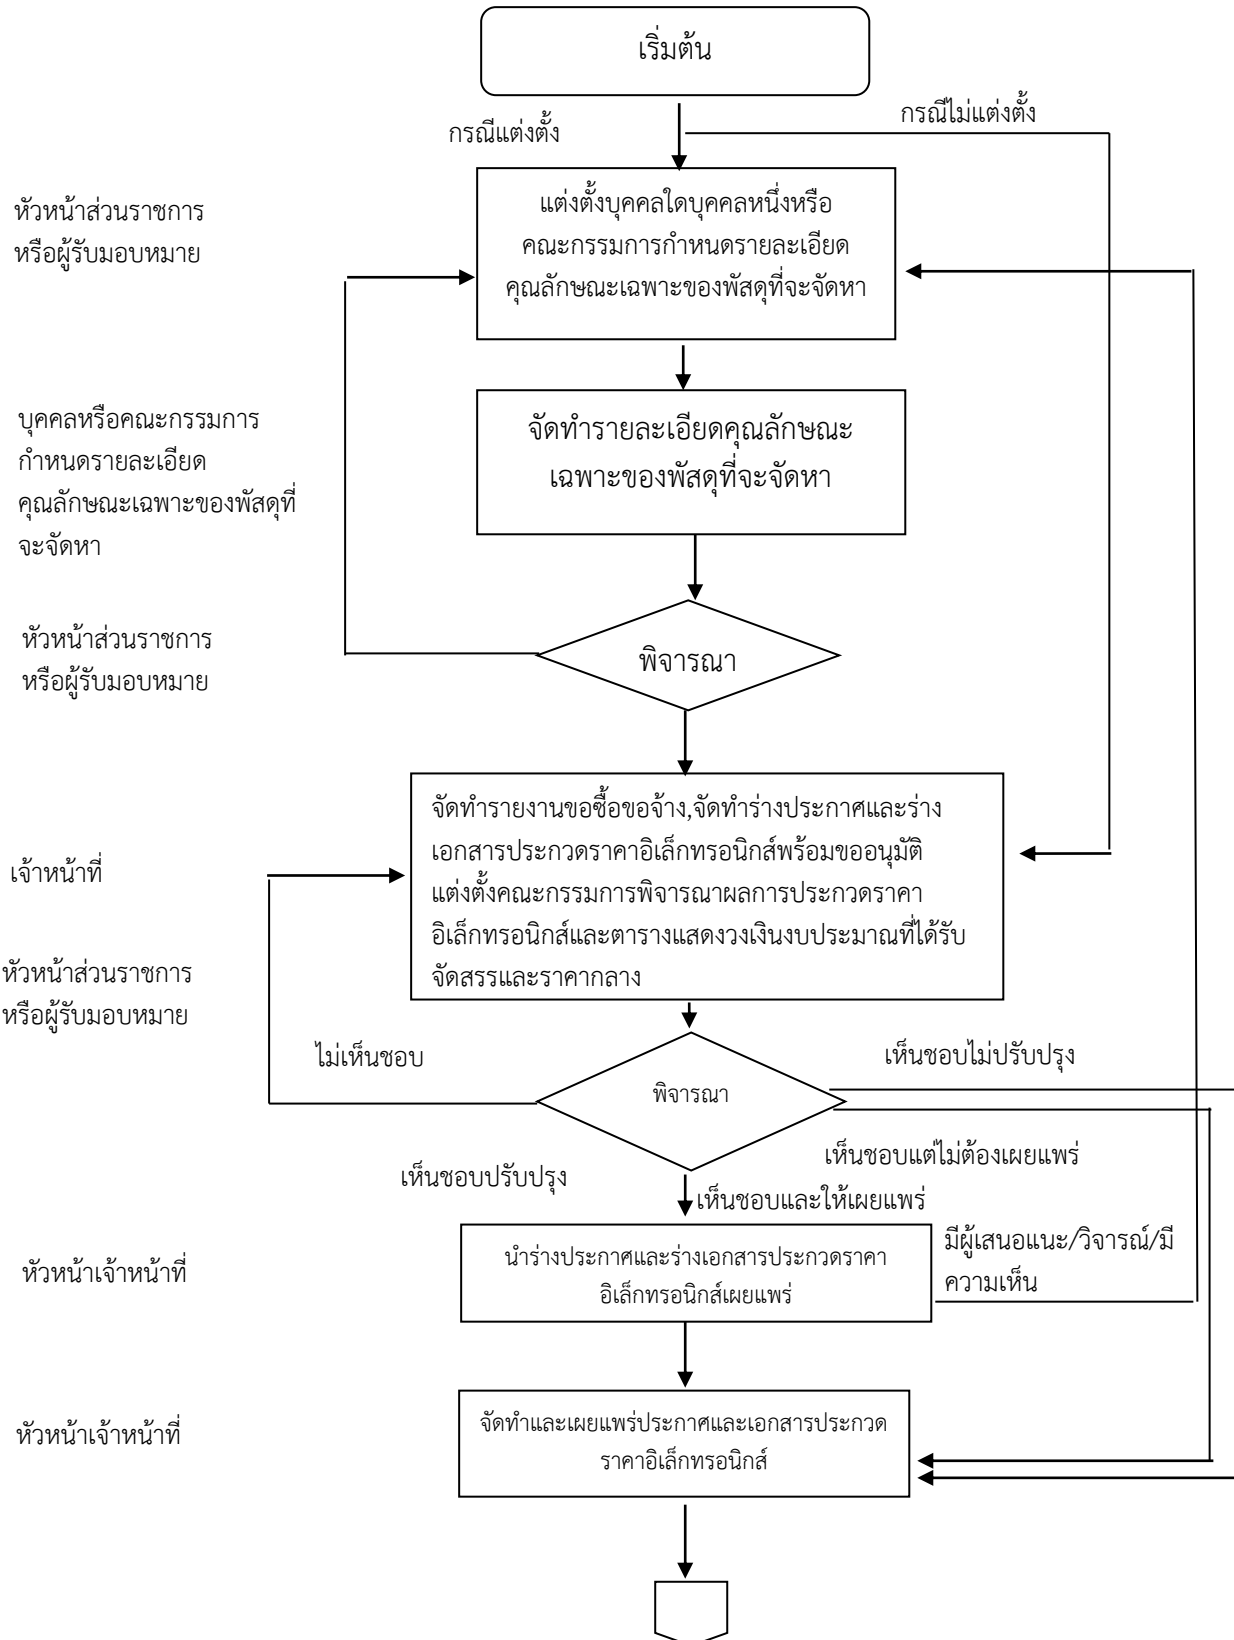 เริ่มต้น
กรณีไม่แต่งตั้ง
กรณีแต่งตั้ง
หัวหน้าส่วนราชการ
หรือผู้รับมอบหมาย
แต่งตั้งบุคคลใดบุคคลหนึ่งหรือ
คณะกรรมการกำหนดรายละเอียด
คุณลักษณะเฉพาะของพัสดุที่จะจัดหา
บุคคลหรือคณะกรรมการ
กำหนดรายละเอียด
คุณลักษณะเฉพาะของพัสดุที่
จะจัดหา
จัดทำรายละเอียดคุณลักษณะ
เฉพาะของพัสดุที่จะจัดหา
หัวหน้าส่วนราชการ
หรือผู้รับมอบหมาย
พิจารณา
เจ้าหน้าที่
จัดทำรายงานขอซื้อขอจ้าง,จัดทำร่างประกาศและร่าง
เอกสารประกวดราคาอิเล็กทรอนิกส์พร้อมขออนุมัติ
แต่งตั้งคณะกรรมการพิจารณาผลการประกวดราคา
อิเล็กทรอนิกส์และตารางแสดงวงเงินงบประมาณที่ได้รับ
จัดสรรและราคากลาง
หัวหน้าส่วนราชการ
หรือผู้รับมอบหมาย
ไม่เห็นชอบ
เห็นชอบไม่ปรับปรุง
พิจารณา
เห็นชอบแต่ไม่ต้องเผยแพร่
เห็นชอบปรับปรุง
เห็นชอบและให้เผยแพร่
หัวหน้าเจ้าหน้าที่
นำร่างประกาศและร่างเอกสารประกวดราคา
อิเล็กทรอนิกส์เผยแพร่
มีผู้เสนอแนะ/วิจารณ์/มี
ความเห็น
หัวหน้าเจ้าหน้าที่
จัดทำและเผยแพร่ประกาศและเอกสารประกวด
ราคาอิเล็กทรอนิกส์